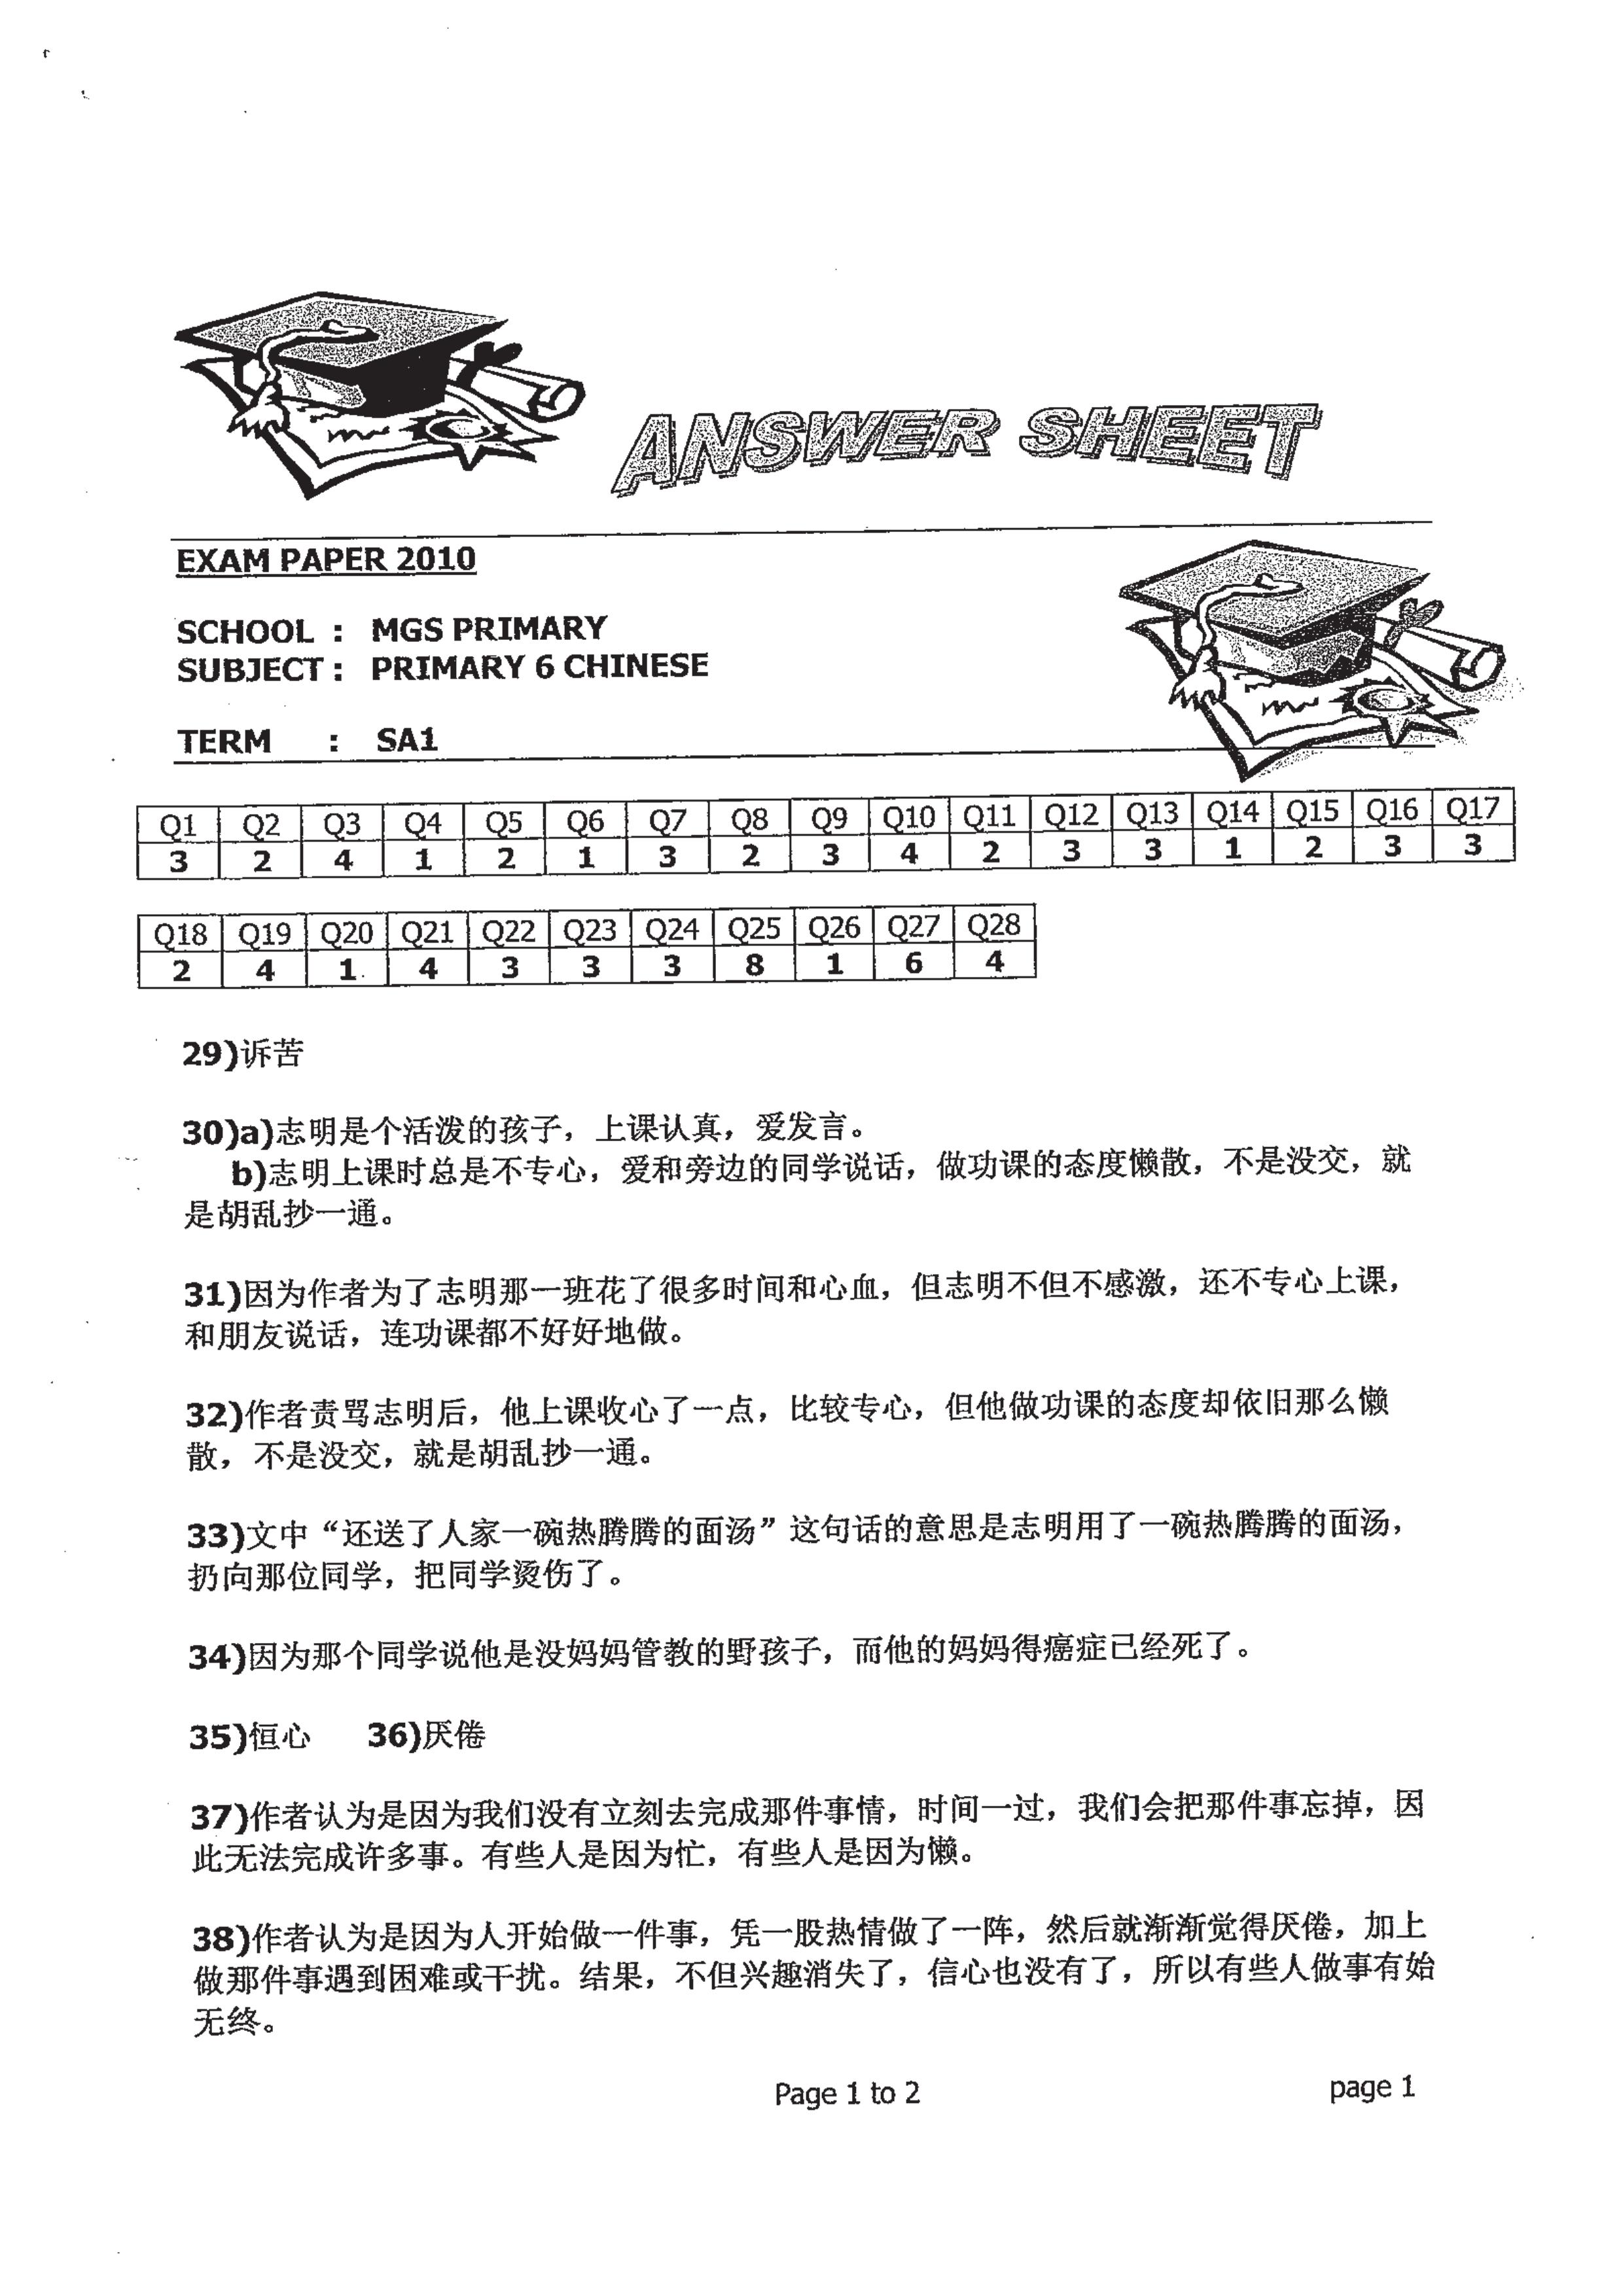 ANSWER SHEET
EXAM PAPER 2010
SCHOOL : MGS PRIMARY
SUBJECT : PRIMARY 6 CHINESE
TERM : SA1
Q1 Q2 Q3 Q4 Q5 Q6 Q7 Q8 Q9 Q10 Q11 Q12 Q13 Q14 Q15 Q16 Q17
3 2 4 1 2 1 3 2 3 4 2 3 3 1 2 3 3
Q18 Q19 Q20 Q21 Q22 Q23 Q24 Q25 Q26 Q27 Q28
2 4 1 4 3 3 3 8 1 6 4
29)诉苦
30)a)志明是个活泼的孩子，上课认真，爱发言。
b)志明上课时总是不专心，爱和旁边的同学说话，做功课的态度懒散，不是没交，就
是胡乱抄一通。
31)因为作者为了志明那一班花了很多时间和心血，但志明不但不感激，还不专心上课，
和朋友说话，连功课都不好好地做。
32)作者责骂志明后，他上课收心了一点，比较专心，但他做功课的态度却依旧那么懒
散，不是没交，就是胡乱抄一通。
33)文中“还送了人家一碗热腾腾的面汤”这句话的意思是志明用了一碗热腾腾的面汤，
扔向那位同学，把同学烫伤了。
34)因为那个同学说他是没妈妈管教的野孩子，而他的妈妈得癌症已经死了。
35)恒心 36)厌倦
37)作者认为是因为我们没有立刻去完成那件事情，时间一过，我们会把那件事忘掉，因
此无法完成许多事。有些人是因为忙，有些人是因为懒。
38)作者认为是因为人开始做一件事，凭一股热情做了一阵，然后就渐渐觉得厌倦，加上
做那件事遇到困难或干扰。结果，不但兴趣消失了，信心也没有了，所以有些人做事有始
无终。
Page 1 to 2 page 1